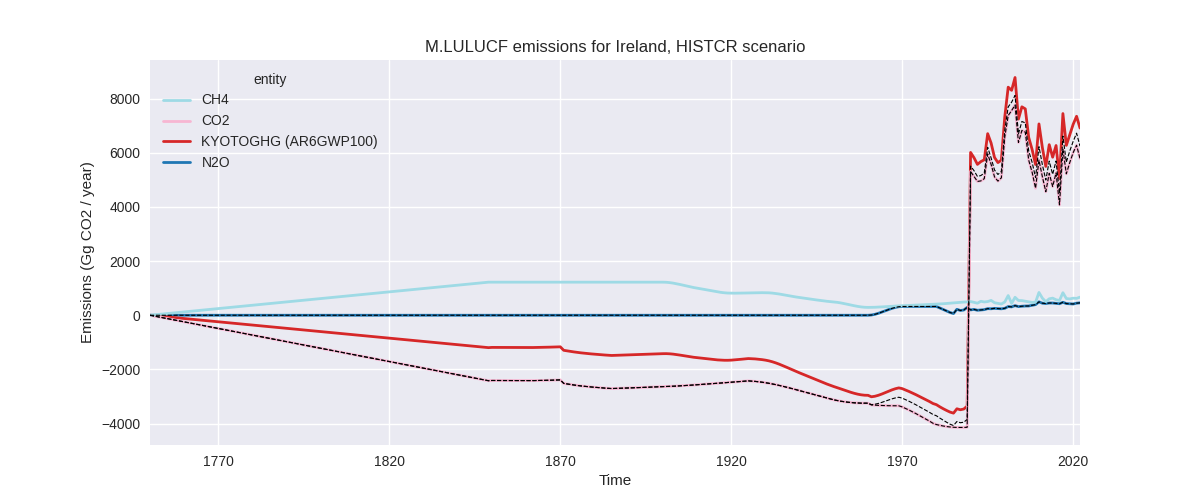 M.LULUCF emissions for Ireland, HISTCR scenario
entity
CH4
CO2
KYOTOGHG (AR6GWP100)
N2O
Emissions (Gg CO2 / year)
8000
6000
4000
2000
0
−2000
−4000
1770
1820
1870
1920
1970
2020
Time